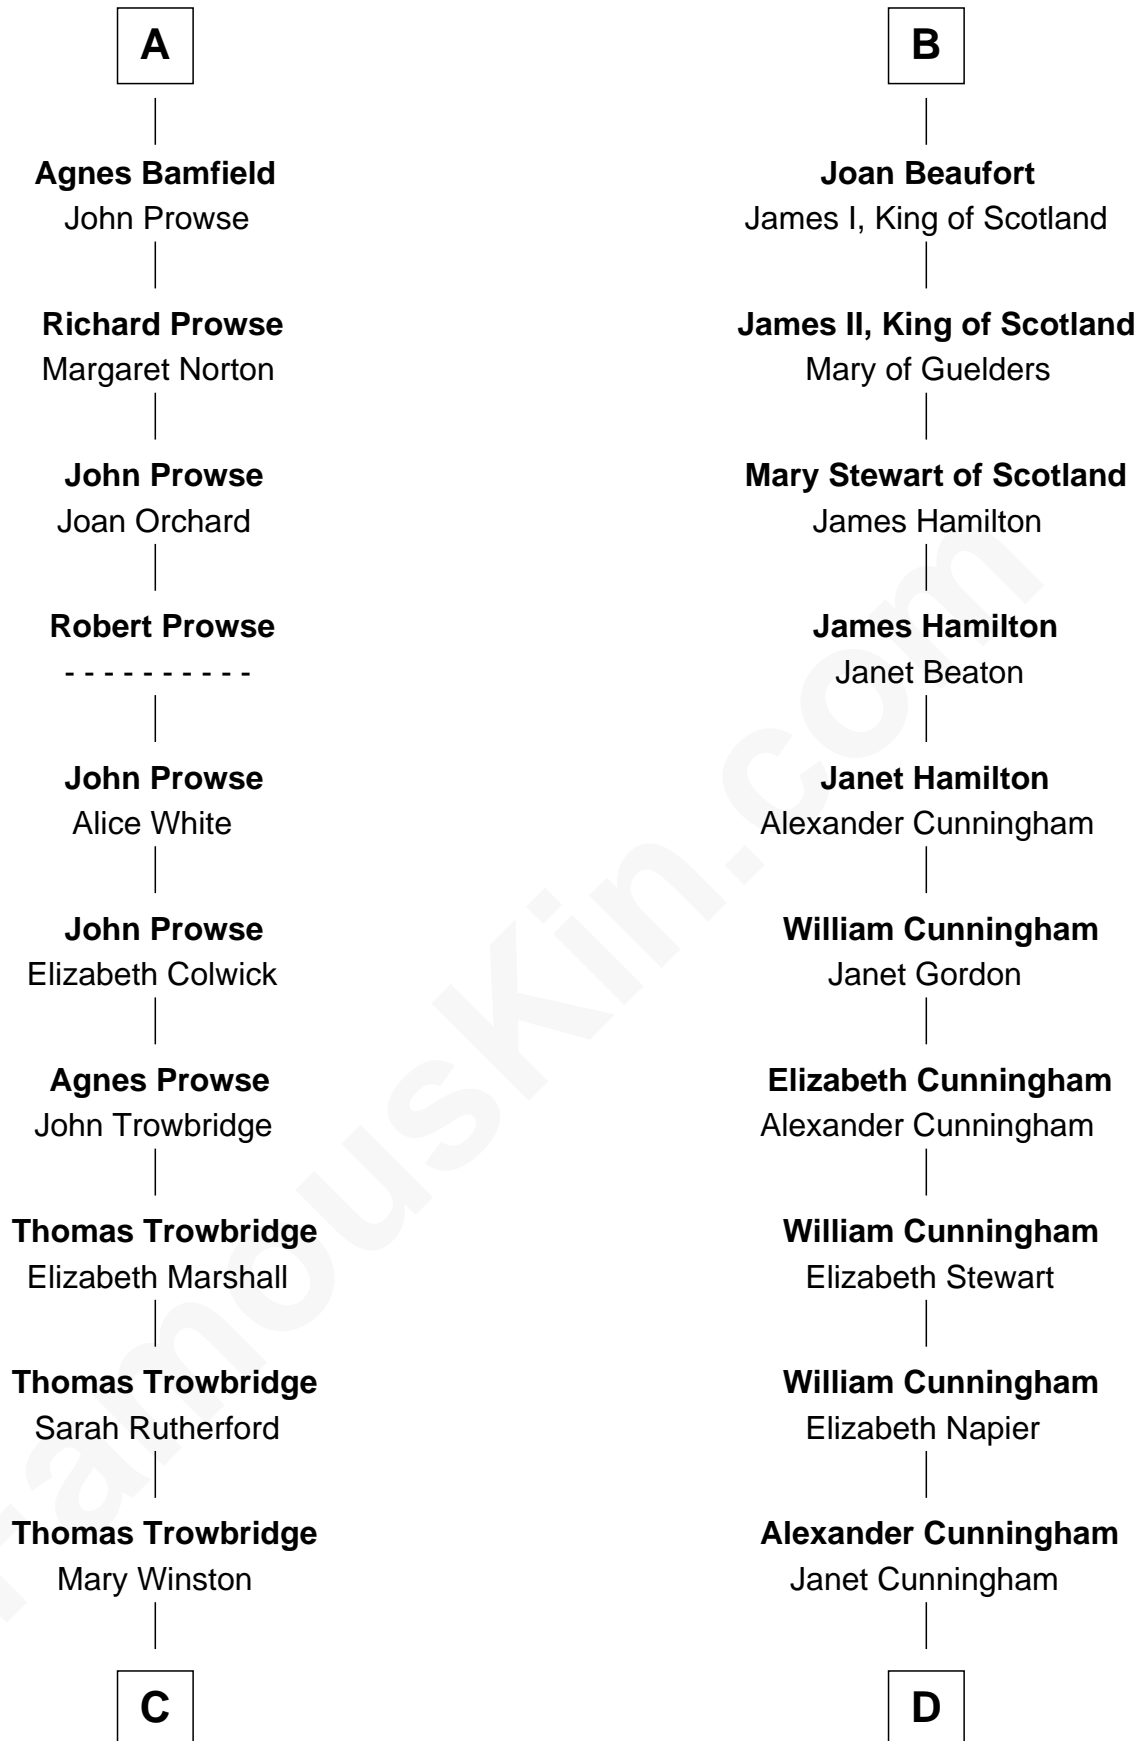 A
Agnes Bamfield
John Prowse
Richard Prowse
Margaret Norton
John Prowse
Joan Orchard
Robert Prowse
- - - - - - - - - -
John Prowse
Alice White
John Prowse
Elizabeth Colwick
Agnes Prowse
John Trowbridge
Thomas Trowbridge
Elizabeth Marshall
Thomas Trowbridge
Sarah Rutherford
Thomas Trowbridge
Mary Winston
C
B
Joan Beaufort
James I, King of Scotland
James II, King of Scotland
Mary of Guelders
Mary Stewart of Scotland
James Hamilton
James Hamilton
Janet Beaton
Janet Hamilton
Alexander Cunningham
William Cunningham
Janet Gordon
Elizabeth Cunningham
Alexander Cunningham
William Cunningham
Elizabeth Stewart
William Cunningham
Elizabeth Napier
Alexander Cunningham
Janet Cunningham
D
FamousKin.com